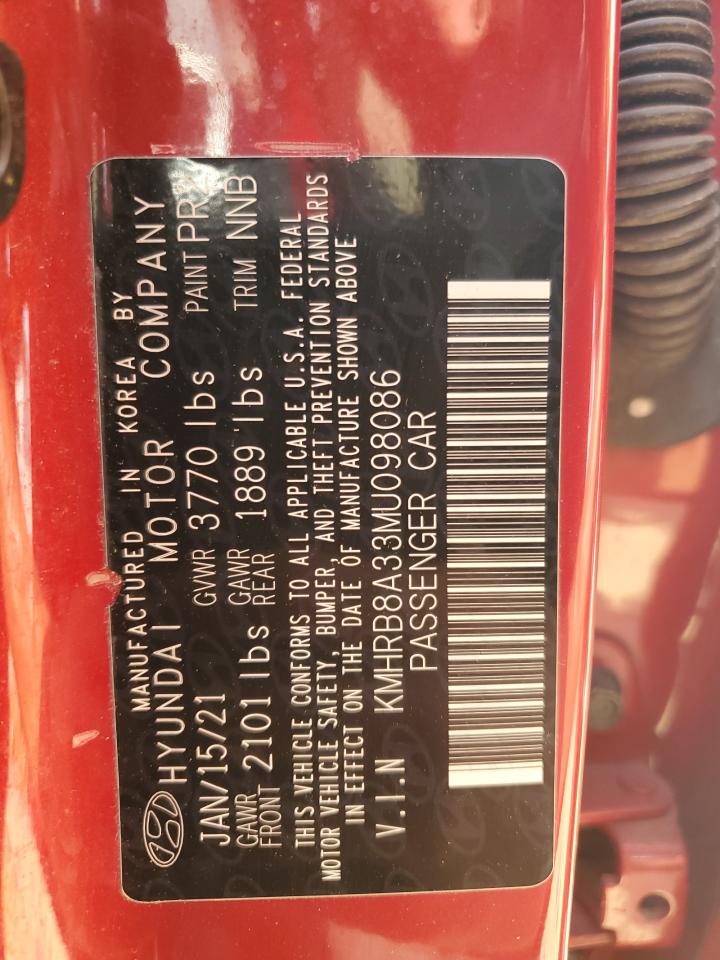 MANUFACTURED IN KOREA BY
HYUNDAI MOTOR COMPANY
JAN/15/21 GVWR 3770 lbs PAINT PR2
GAWR FRONT 2101 lbs GAWR REAR 1889 lbs TRIM NNB
THIS VEHICLE CONFORMS TO ALL APPLICABLE U.S.A. FEDERAL
MOTOR VEHICLE SAFETY, BUMPER, AND THEFT PREVENTION STANDARDS
IN EFFECT ON THE DATE OF MANUFACTURE SHOWN ABOVE
V.I.N KMHRB8A33MU098086
PASSENGER CAR